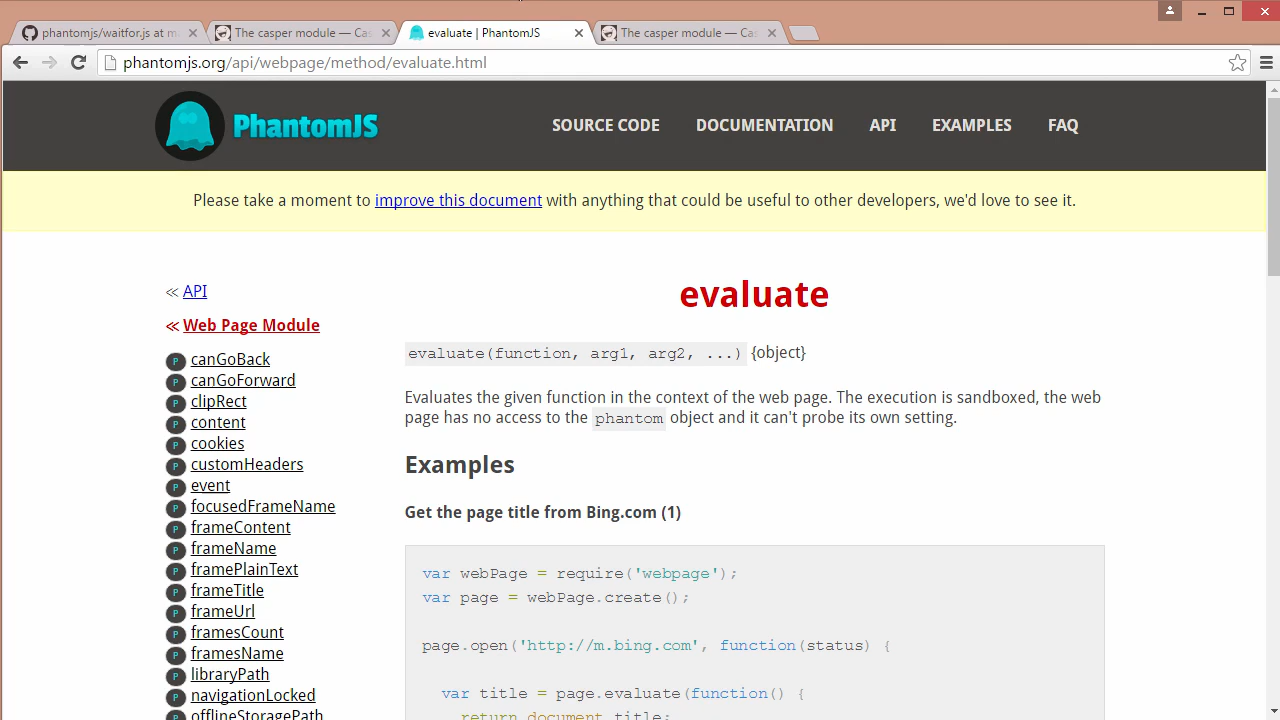 phantomjs/waitfor.js at m
The casper module — Cas
evaluate | PhantomJS
The casper module — Cas
phantomjs.org/api/webpage/method/evaluate.html
PhantomJS
SOURCE CODE
DOCUMENTATION
API
EXAMPLES
FAQ
Please take a moment to improve this document with anything that could be useful to other developers, we'd love to see it.
« API
« Web Page Module
P canGoBack
P canGoForward
P clipRect
P content
P cookies
P customHeaders
P event
P focusedFrameName
P frameContent
P frameName
P framePlainText
P frameTitle
P frameUrl
P framesCount
P framesName
P libraryPath
P navigationLocked
P offlineStoragePath
evaluate
evaluate(function, arg1, arg2, ...) {object}
Evaluates the given function in the context of the web page. The execution is sandboxed, the web
page has no access to the phantom object and it can't probe its own setting.
Examples
Get the page title from Bing.com (1)
var webPage = require('webpage');
var page = webPage.create();
page.open('http://m.bing.com', function(status) {
var title = page.evaluate(function() {
return document.title;